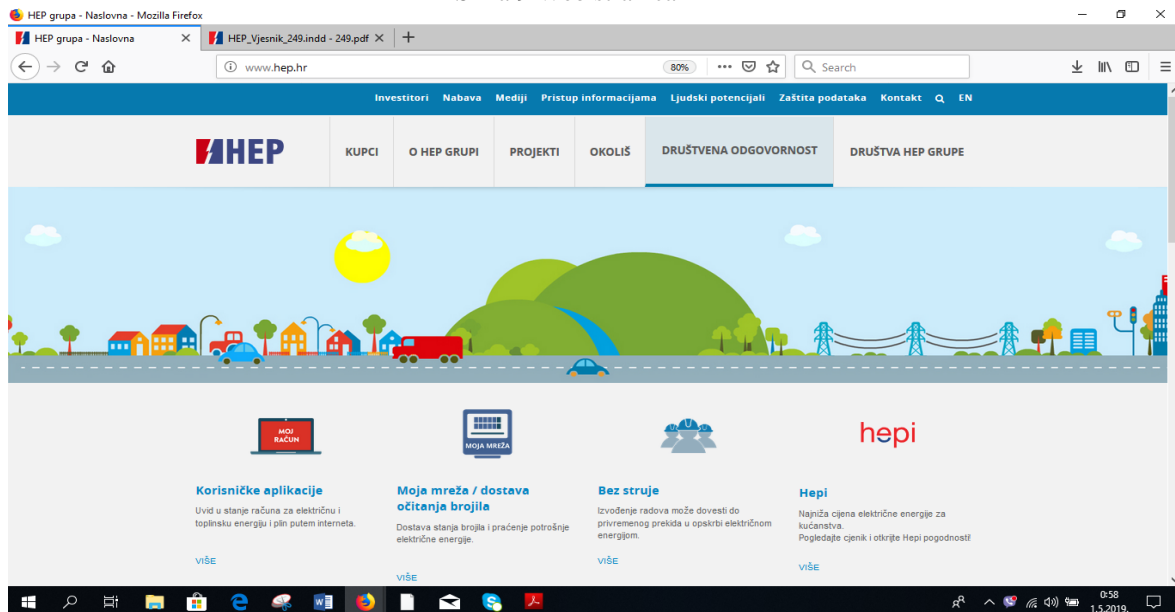 HEP grupa - Naslovna - Mozilla Firefox
HEP grupa - Naslovna
HEP_Vjesnik_249.indd - 249.pdf
www.hep.hr
80%
Search
Investitori Nabava Mediji Pristup informacijama Ljudski potencijali Zaštita podataka Kontakt EN
HEP
KUPCI O HEP GRUPI PROJEKTI OKOLIŠ DRUŠTVENA ODGOVORNOST DRUŠTVA HEP GRUPE
MOJ
RAČUN
MOJA MREŽA
hepi
Korisničke aplikacije
Uvid u stanje računa za električnu i
toplinsku energiju i plin putem interneta.
VIŠE
Moja mreža / dostava
očitanja brojila
Dostava stanja brojila i praćenje potrošnje
električne energije.
VIŠE
Bez struje
Izvođenje radova može dovesti do
privremenog prekida u opskrbi električnom
energijom.
VIŠE
Hepi
Najniža cijena električne energije za
kućanstva.
Pogledajte cjenik i otkrijte Hepi pogodnosti!
VIŠE
0:58
1.5.2019.